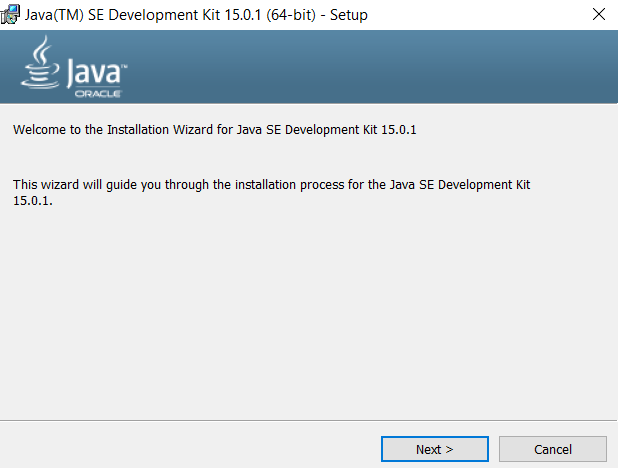 Java(TM) SE Development Kit 15.0.1 (64-bit) - Setup
Java™
ORACLE
Welcome to the Installation Wizard for Java SE Development Kit 15.0.1
This wizard will guide you through the installation process for the Java SE Development Kit
15.0.1.
Next >
Cancel